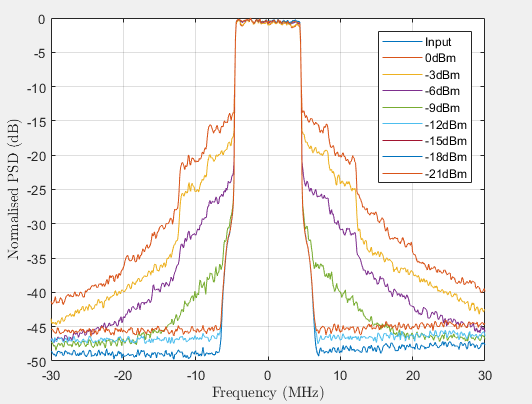 0
-5
-10
-15
-20
-25
-30
-35
-40
-45
-50
-30
-20
-10
0
10
20
30
Normalised PSD (dB)
Frequency (MHz)
Input
0dBm
-3dBm
-6dBm
-9dBm
-12dBm
-15dBm
-18dBm
-21dBm